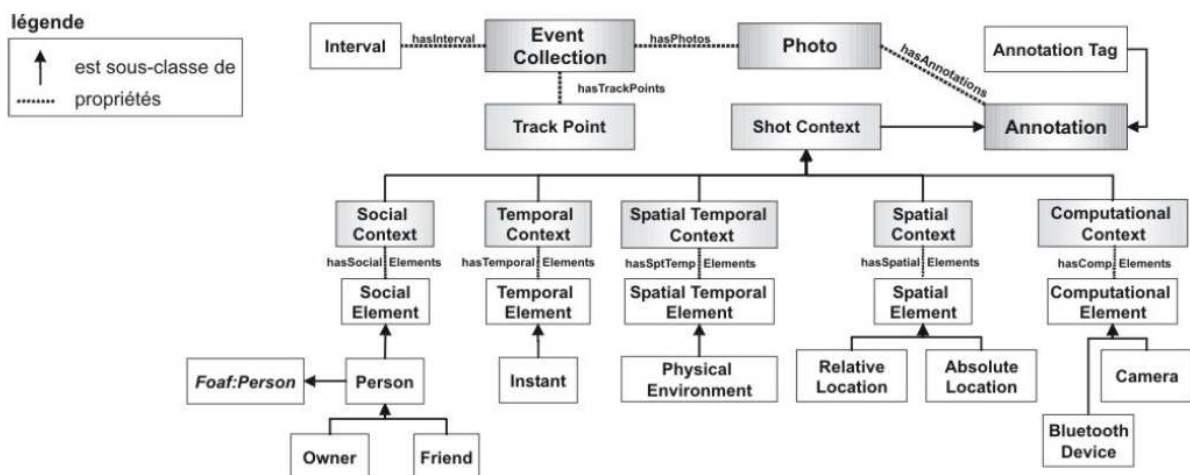 légende
est sous-classe de
propriétés
Interval
hasInterval
Event
Collection
hasPhotos
Photo
hasAnnotations
Annotation Tag
hasTrackPoints
Track Point
Shot Context
Annotation
Social
Context
Temporal
Context
Spatial Temporal
Context
Spatial
Context
Computational
Context
hasSocial Elements
hasTemporal Elements
hasSptTemp Elements
hasSpatial Elements
hasComp. Elements
Social
Element
Temporal
Element
Spatial Temporal
Element
Spatial
Element
Computational
Element
Foaf:Person
Person
Instant
Physical
Environment
Relative
Location
Absolute
Location
Camera
Owner
Friend
Bluetooth
Device